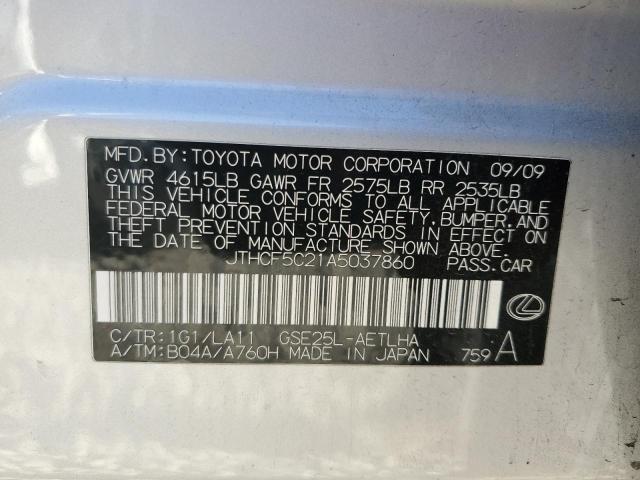 MFD.BY:TOYOTA MOTOR CORPORATION 09/09
GVWR 4615LB GAWR FR 2575LB RR 2535LB
THIS VEHICLE CONFORMS TO ALL APPLICABLE
FEDERAL MOTOR VEHICLE SAFETY.BUMPER,AND
THEFT PREVENTION STANDARDS IN EFFECT ON
THE DATE OF MANUFACTURE SHOWN ABOVE.
JTHCF5C21A5037860 PASS.CAR
C/TR:1G1/LA11 GSE25L-AETLHA
A/TM:B04A/A760H MADE IN JAPAN 759 A